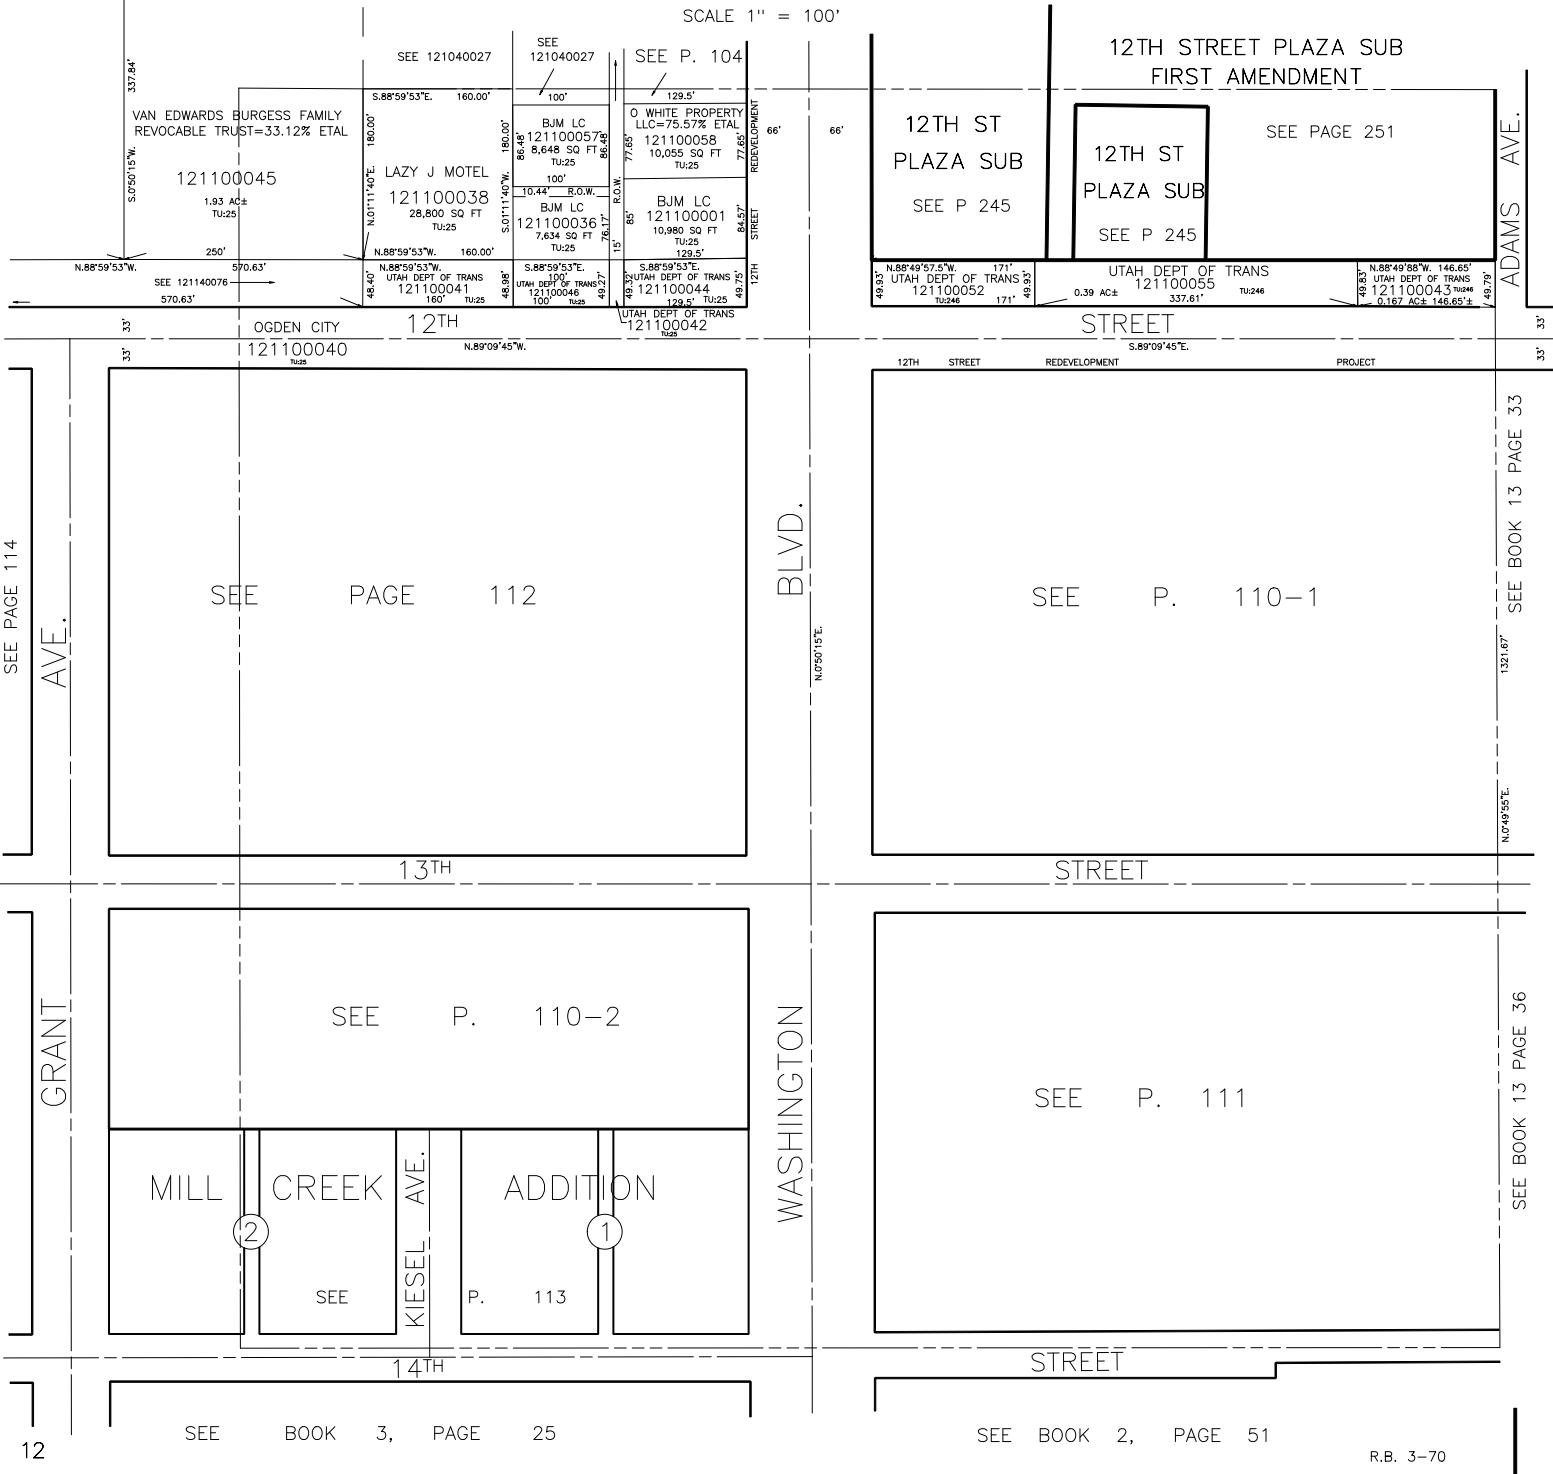 SCALE 1" = 100'
12TH STREET PLAZA SUB
FIRST AMENDMENT
SEE 121040027
SEE
121040027
SEE P. 104
337.84'
S.0°50'15"W.
VAN EDWARDS BURGESS FAMILY
REVOCABLE TRUST=33.12% ETAL
121100045
1.93 AC±
TU:25
250'
S.88°59'53"E. 160.00'
180.00'
N.01°11'40"E.
LAZY J MOTEL
121100038
28,800 SQ FT
TU:25
180.00'
S.01°11'40"W.
N.88°59'53"W. 160.00'
100'
BJM LC
121100057
8,648 SQ FT
TU:25
86.48'
86.48'
100'
10.44' R.O.W.
BJM LC
121100036
7,634 SQ FT
TU:25
76.17'
R.O.W.
15'
129.5'
O WHITE PROPERTY
LLC=75.57% ETAL
121100058
10,055 SQ FT
TU:25
77.65'
77.65'
BJM LC
121100001
10,980 SQ FT
TU:25
129.5'
85'
84.57'
12TH STREET REDEVELOPMENT
66'
66'
12TH ST
PLAZA SUB
SEE P 245
12TH ST
PLAZA SUB
SEE P 245
SEE PAGE 251
ADAMS AVE.
N.88°59'53"W.
570.63'
SEE 121140076
570.63'
N.88°59'53"W.
UTAH DEPT OF TRANS
121100041
160' TU:25
48.40'
48.98'
S.88°59'53"E.
100'
UTAH DEPT OF TRANS
121100046
100' TU:25
49.27'
S.88°59'53"E.
UTAH DEPT OF TRANS
121100044
129.5' TU:25
49.32'
49.75'
UTAH DEPT OF TRANS
121100042
TU:25
N.88°49'57.5"W. 171'
UTAH DEPT OF TRANS
121100052
TU:246 171'
49.93'
49.93'
UTAH DEPT OF TRANS
121100055
0.39 AC± TU:246
337.61'
N.88°49'88"W. 146.65'
UTAH DEPT OF TRANS
121100043 TU:246
0.167 AC± 146.65'±
49.83'
49.79'
33'
33'
OGDEN CITY
121100040
TU:25
12TH STREET
N.89°09'45"W.
S.89°09'45"E.
33'
33'
12TH STREET REDEVELOPMENT PROJECT
SEE PAGE 114
GRANT AVE.
SEE PAGE 112
WASHINGTON BLVD.
N.0°50'15"E.
SEE P. 110-1
SEE BOOK 13 PAGE 33
1321.67'
N.0°49'55"E.
13TH STREET
SEE P. 110-2
SEE P. 111
SEE BOOK 13 PAGE 36
MILL CREEK ADDITION
2
1
KIESEL AVE.
SEE P. 113
14TH STREET
SEE BOOK 3, PAGE 25
SEE BOOK 2, PAGE 51
12
R.B. 3-70